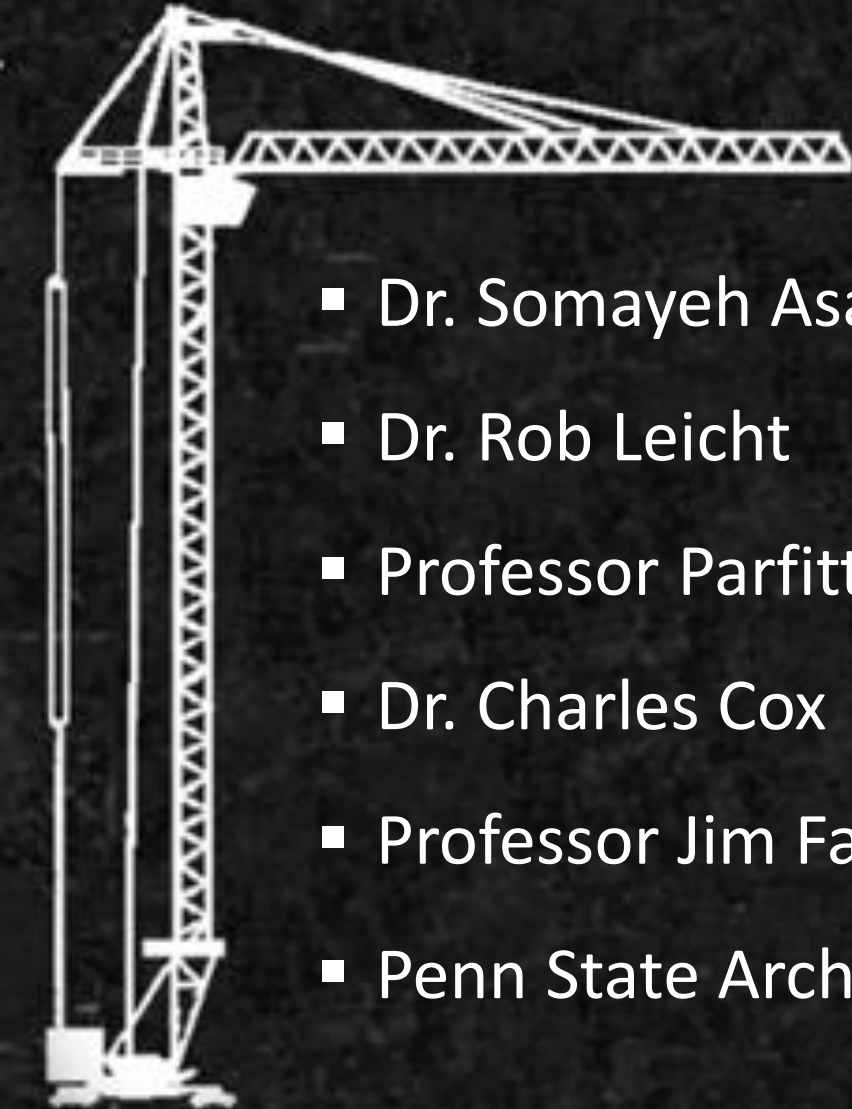 ▪ Dr. Somayeh Asa
▪ Dr. Rob Leicht
▪ Professor Parfitt
▪ Dr. Charles Cox
▪ Professor Jim Fa
▪ Penn State Arch